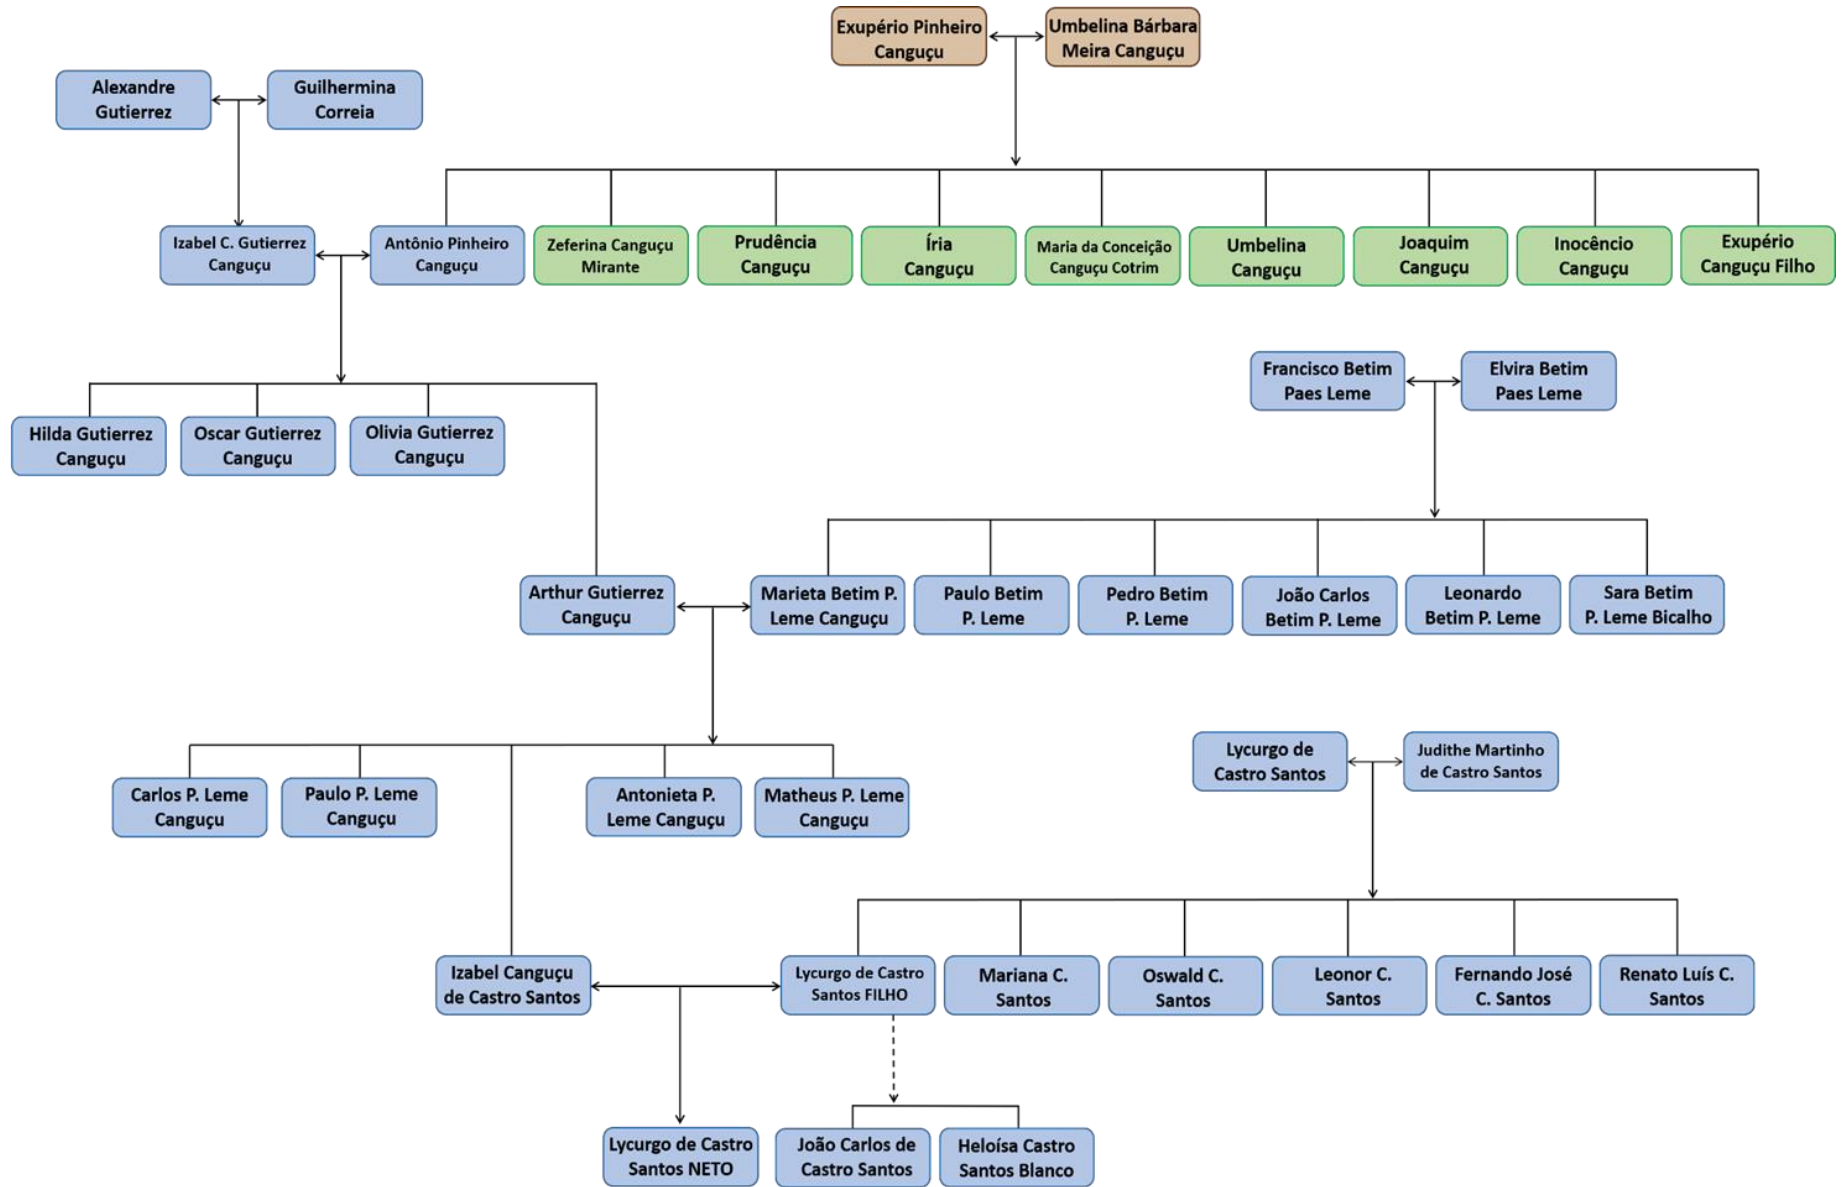 Exupério Pinheiro
Canguçu
Umbelina Bárbara
Meira Canguçu
Alexandre
Gutierrez
Guilhermina
Correia
Izabel C. Gutierrez
Canguçu
Antônio Pinheiro
Canguçu
Zeferina Canguçu
Mirante
Prudência
Canguçu
Íria
Canguçu
Maria da Conceição
Canguçu Cotrim
Umbelina
Canguçu
Joaquim
Canguçu
Inocêncio
Canguçu
Exupério
Canguçu Filho
Francisco Betim
Paes Leme
Elvira Betim
Paes Leme
Hilda Gutierrez
Canguçu
Oscar Gutierrez
Canguçu
Olivia Gutierrez
Canguçu
Arthur Gutierrez
Canguçu
Marieta Betim P.
Leme Canguçu
Paulo Betim
P. Leme
Pedro Betim
P. Leme
João Carlos
Betim P. Leme
Leonardo
Betim P. Leme
Sara Betim
P. Leme Bicalho
Lycurgo de
Castro Santos
Judithe Martinho
de Castro Santos
Carlos P. Leme
Canguçu
Paulo P. Leme
Canguçu
Antonieta P.
Leme Canguçu
Matheus P. Leme
Canguçu
Izabel Canguçu
de Castro Santos
Lycurgo de Castro
Santos FILHO
Mariana C.
Santos
Oswald C.
Santos
Leonor C.
Santos
Fernando José
C. Santos
Renato Luís C.
Santos
Lycurgo de Castro
Santos NETO
João Carlos de
Castro Santos
Heloísa Castro
Santos Blanco